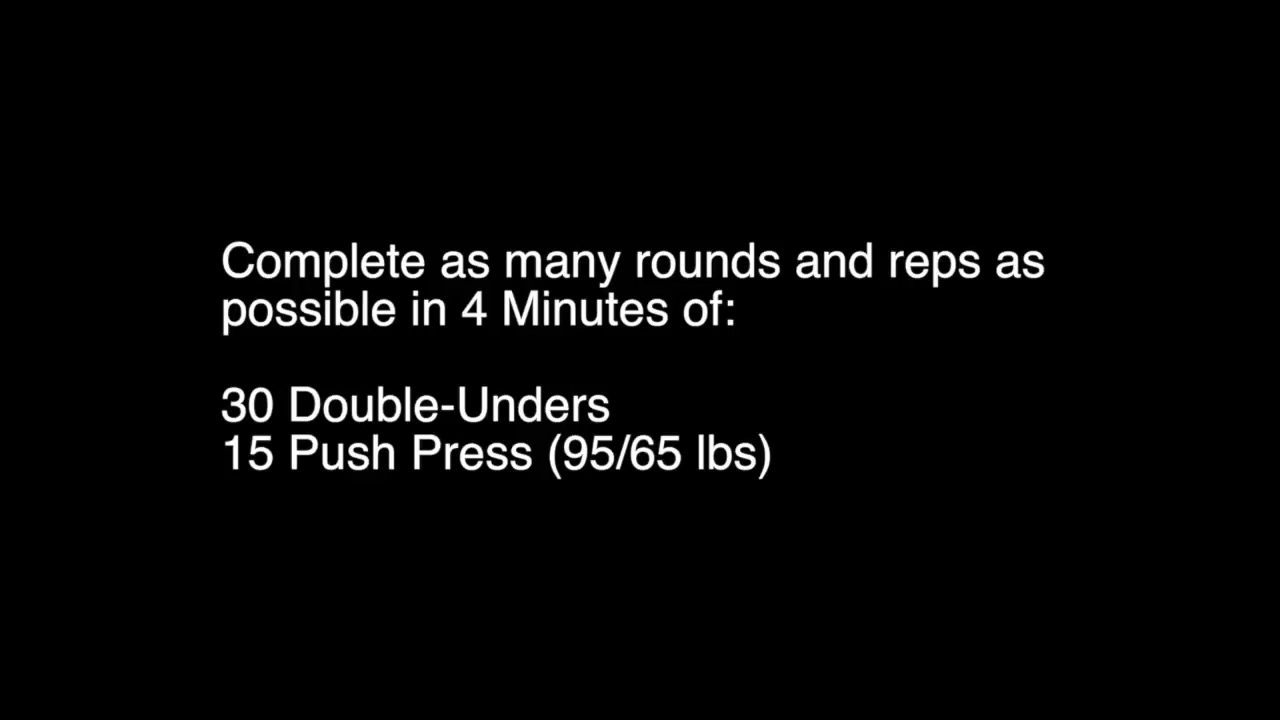 Complete as many rounds and reps as
possible in 4 Minutes of:
30 Double-Unders
15 Push Press (95/65 lbs)